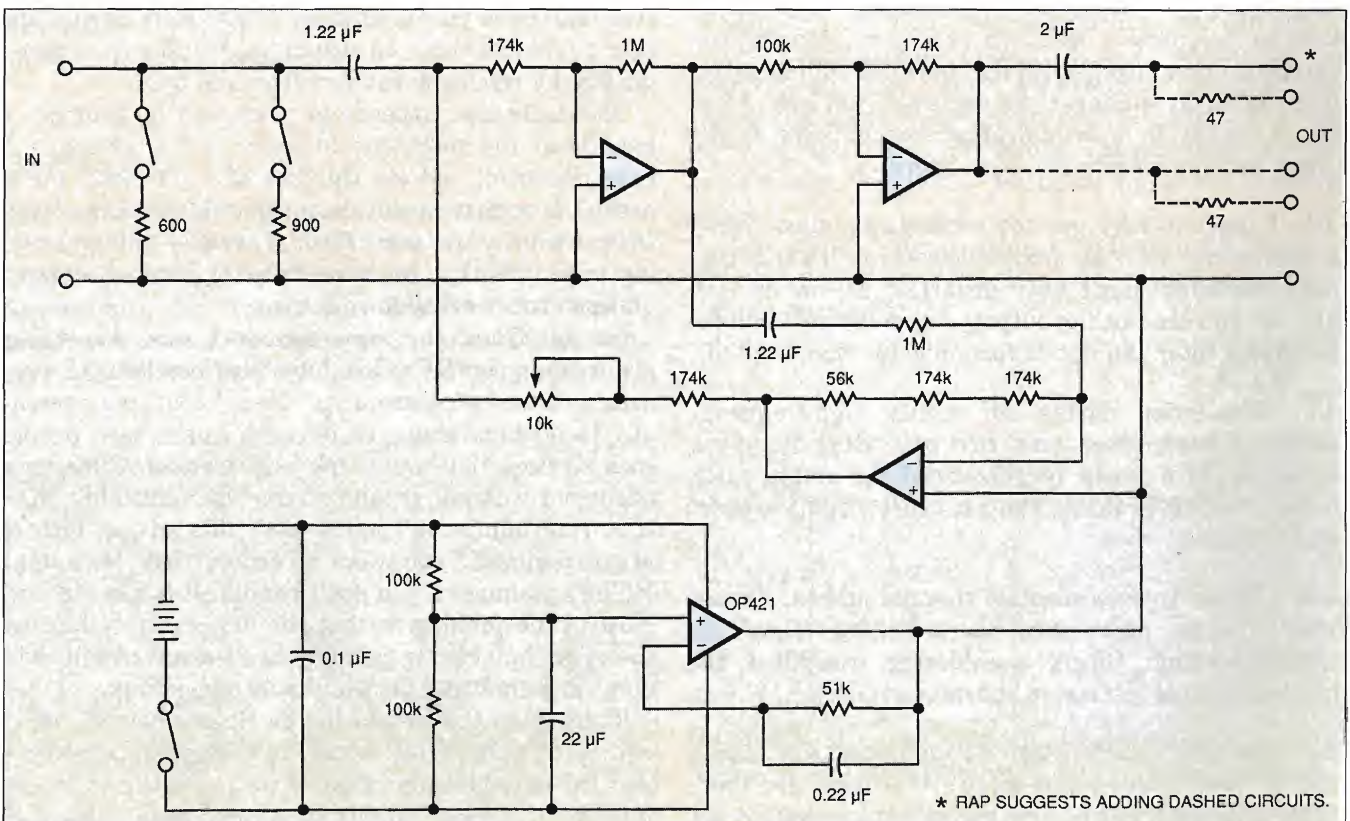 1.22 µF
174k
1M
100k
174k
2 µF
*
47
IN
OUT
600
900
47
1.22 µF
1M
10k
174k
56k
174k
174k
100k
OP421
0.1 µF
100k
22 µF
51k
0.22 µF
* RAP SUGGESTS ADDING DASHED CIRCUITS.